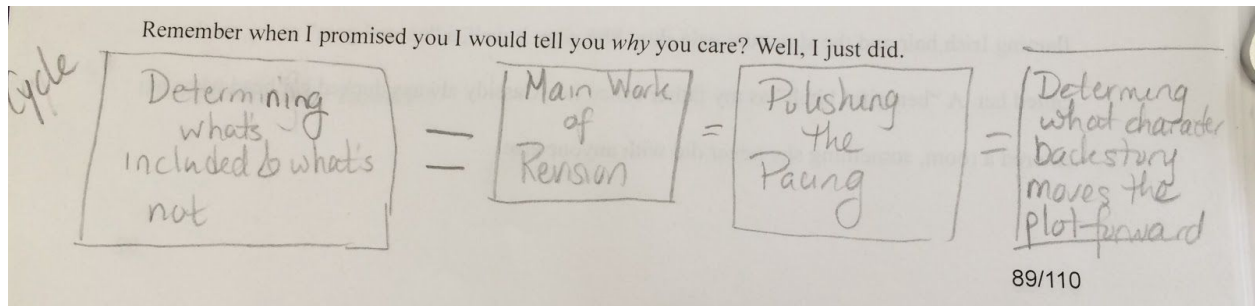 Remember when I promised you I would tell you why you care? Well, I just did.
Cycle
Determining
what's
included & what's
not
=
Main Work
of
Revision
=
Polishing
the
Pacing
=
Determing
what character
backstory
moves the
plot forward
89/110